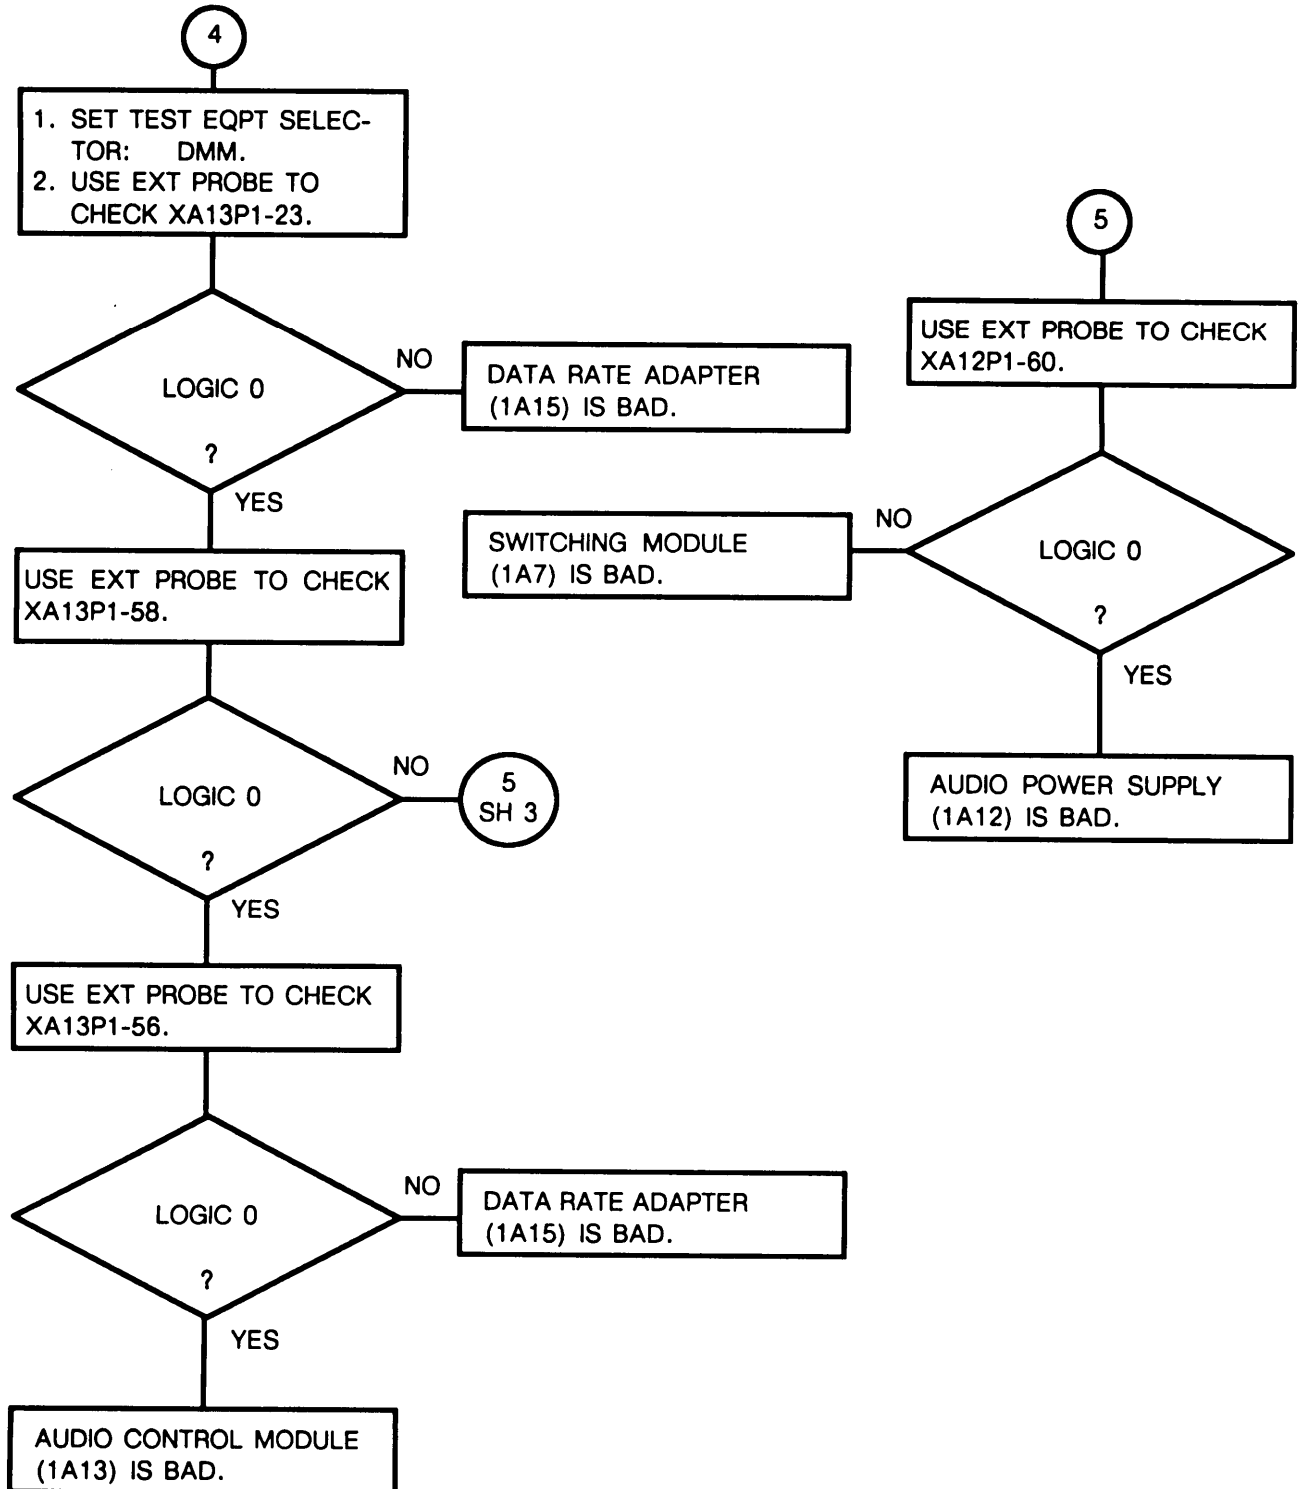 4
1. SET TEST EQPT SELEC-
TOR: DMM.
2. USE EXT PROBE TO
CHECK XA13P1-23.
LOGIC 0
?
NO
DATA RATE ADAPTER
(1A15) IS BAD.
YES
USE EXT PROBE TO CHECK
XA13P1-58.
LOGIC 0
?
NO
5
SH 3
YES
USE EXT PROBE TO CHECK
XA13P1-56.
LOGIC 0
?
NO
DATA RATE ADAPTER
(1A15) IS BAD.
YES
AUDIO CONTROL MODULE
(1A13) IS BAD.
5
USE EXT PROBE TO CHECK
XA12P1-60.
LOGIC 0
?
NO
SWITCHING MODULE
(1A7) IS BAD.
YES
AUDIO POWER SUPPLY
(1A12) IS BAD.